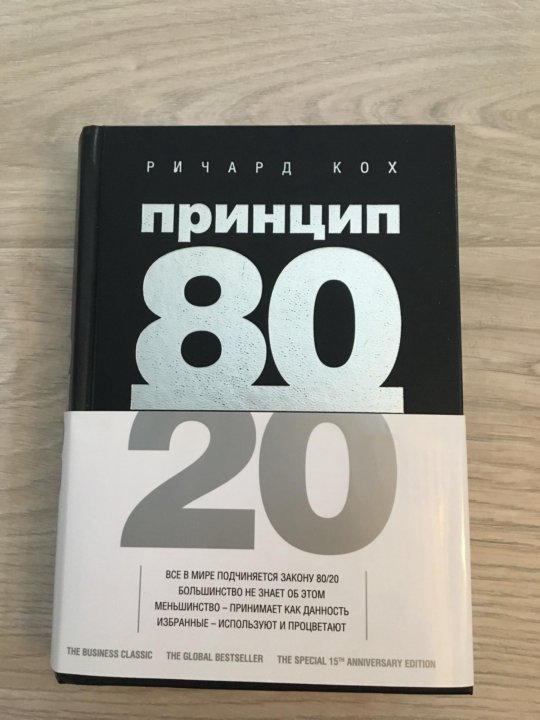 РИЧАРД КОХ
принцип
80
20
ВСЕ В МИРЕ ПОДЧИНЯЕТСЯ ЗАКОНУ 80/20
БОЛЬШИНСТВО НЕ ЗНАЕТ ОБ ЭТОМ
МЕНЬШИНСТВО – ПРИНИМАЕТ КАК ДАННОСТЬ
ИЗБРАННЫЕ – ИСПОЛЬЗУЮТ И ПРОЦВЕТАЮТ
THE BUSINESS CLASSIC THE GLOBAL BESTSELLER THE SPECIAL 15TH ANNIVERSARY EDITION